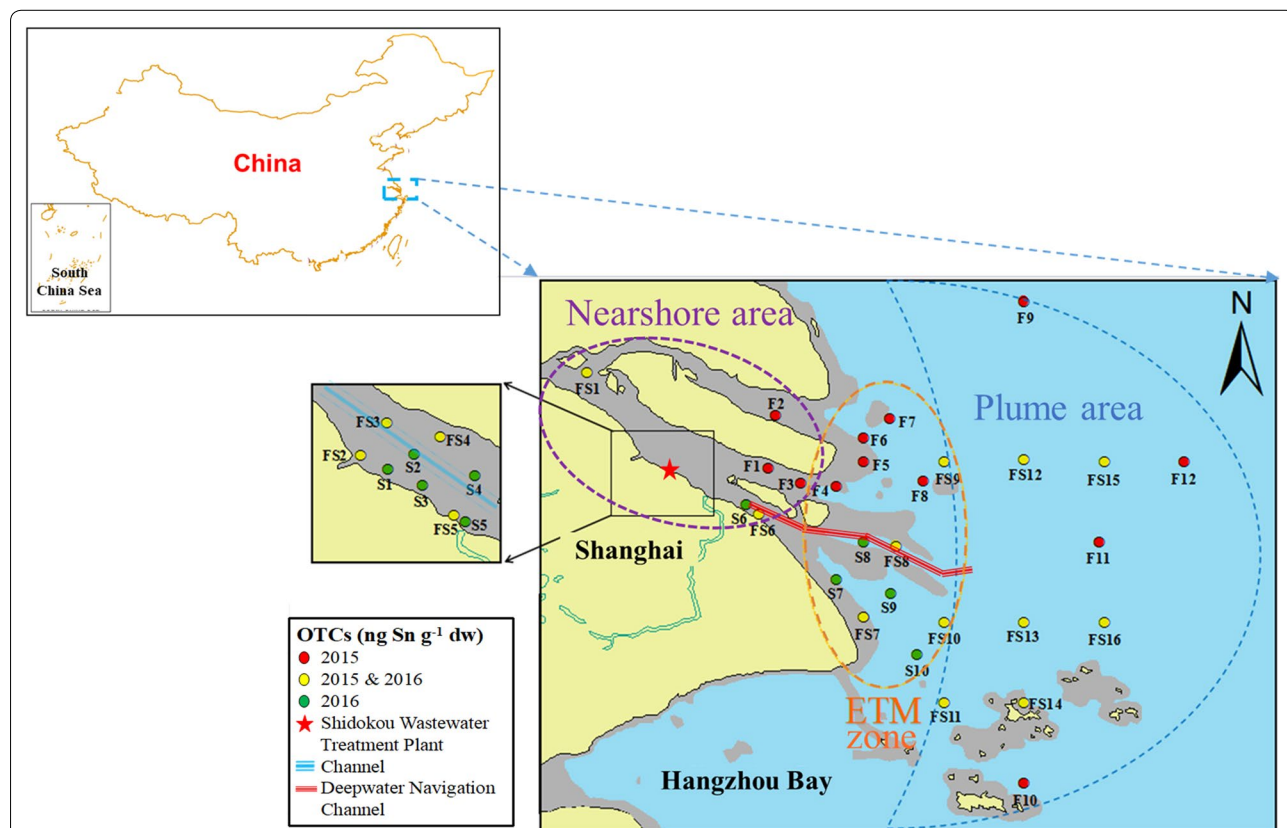 China
South
China Sea
Nearshore area
N
F9
FS1
F2
Plume area
F7
F6
F5
FS9
FS12
FS15
F12
F1
F3
F4
F8
FS3
FS4
FS2
S1
S2
S3
S4
FS5
S5
S6
FS6
Shanghai
S8
FS8
F11
S7
S9
FS7
FS10
FS13
FS16
S10
ETM
zone
FS11
FS14
Hangzhou Bay
F10
OTCs (ng Sn g-1 dw)
2015
2015 & 2016
2016
Shidokou Wastewater
Treatment Plant
Channel
Deepwater Navigation
Channel